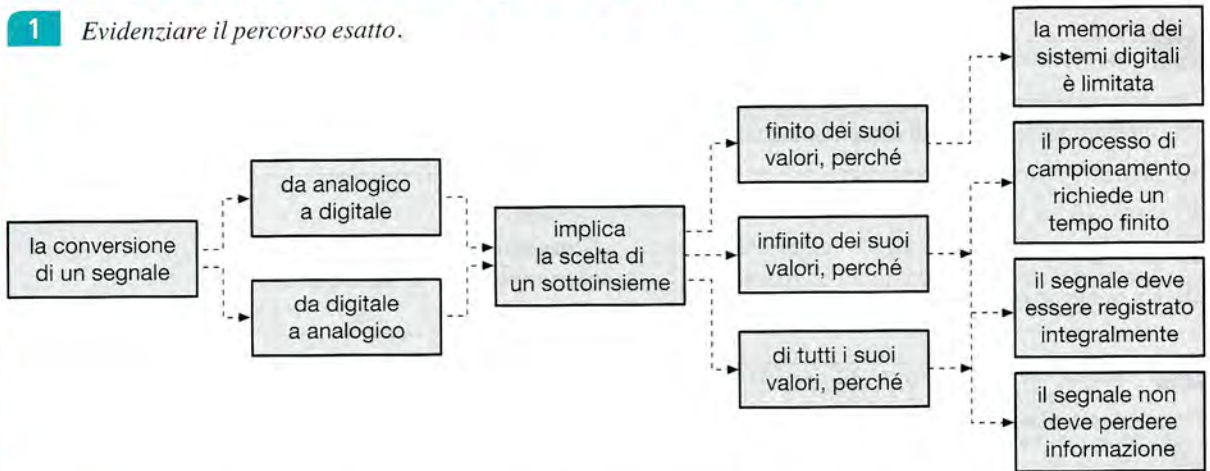 1 Evidenziare il percorso esatto.
la conversione
di un segnale
da analogico
a digitale
da digitale
a analogico
implica
la scelta di
un sottoinsieme
finito dei suoi
valori, perché
infinito dei suoi
valori, perché
di tutti i suoi
valori, perché
la memoria dei
sistemi digitali
è limitata
il processo di
campionamento
richiede un
tempo finito
il segnale deve
essere registrato
integralmente
il segnale non
deve perdere
informazione